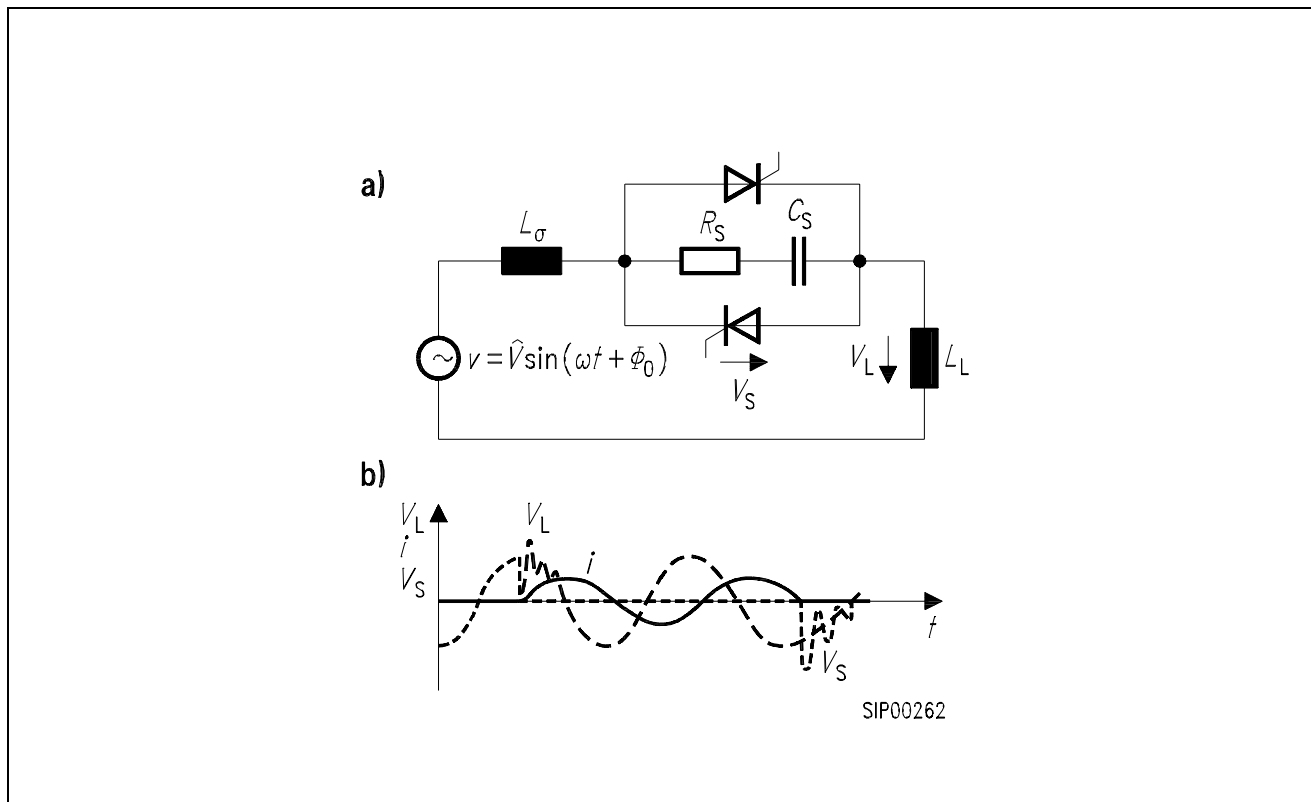 a)
Lσ
RS
CS
v = V̂ sin(ωt + Φ0)
VS
VL
LL
b)
VL
i
VS
VL
i
VS
t
SIP00262